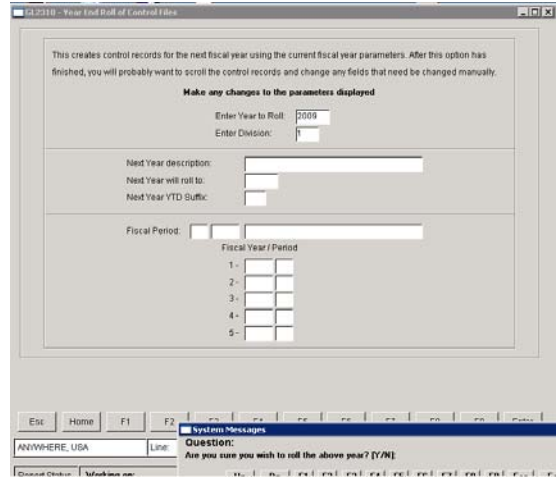 GL2310 - Year End Roll of Control Files
This creates control records for the next fiscal year using the current fiscal year parameters. After this option has
finished, you will probably want to scroll the control records and change any fields that need be changed manually.
Make any changes to the parameters displayed
Enter Year to Roll: 2009
Enter Division: 1
Next Year description:
Next Year will roll to:
Next Year YTD Suffix:
Fiscal Period:
Fiscal Year / Period
1 -
2 -
3 -
4 -
5 -
Esc Home F1 F2
System Messages
ANYWHERE, USA Line: Question:
Are you sure you wish to roll the above year? [Y/N]:
Report Status Working on: